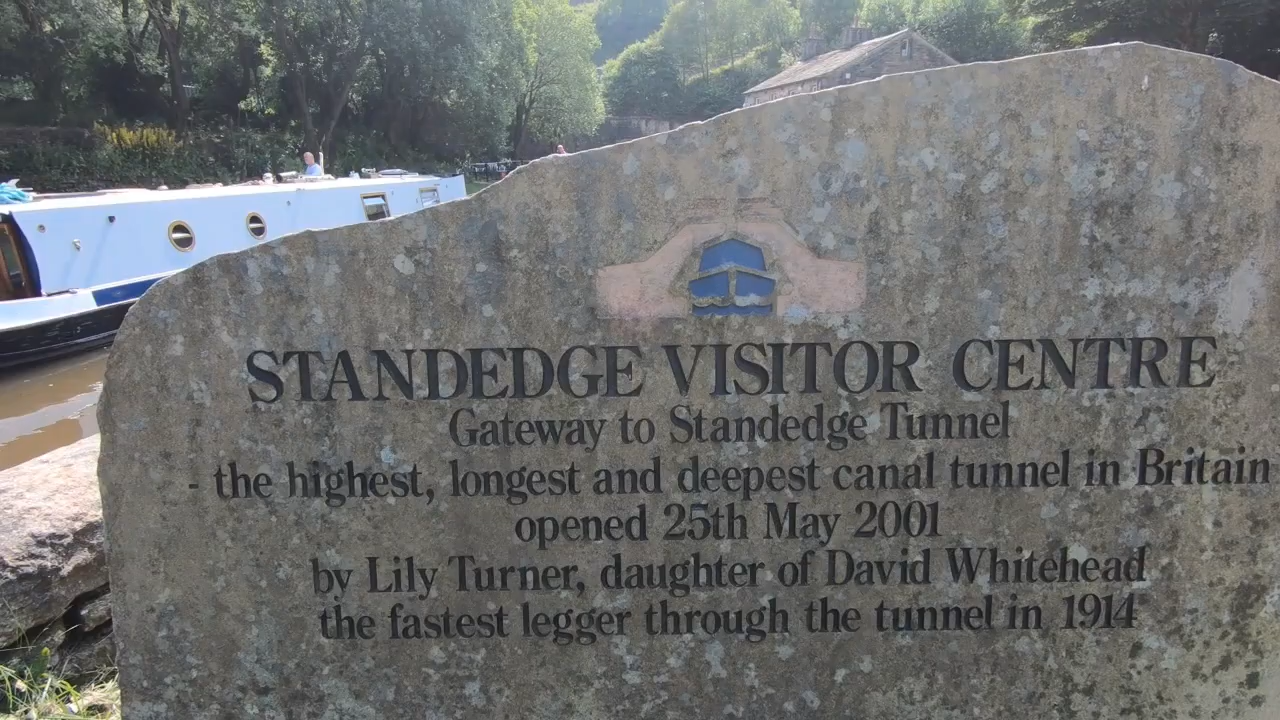 STANDEDGE VISITOR CENTRE
Gateway to Standedge Tunnel
- the highest, longest and deepest canal tunnel in Britain
opened 25th May 2001
by Lily Turner, daughter of David Whitehead
the fastest legger through the tunnel in 1914